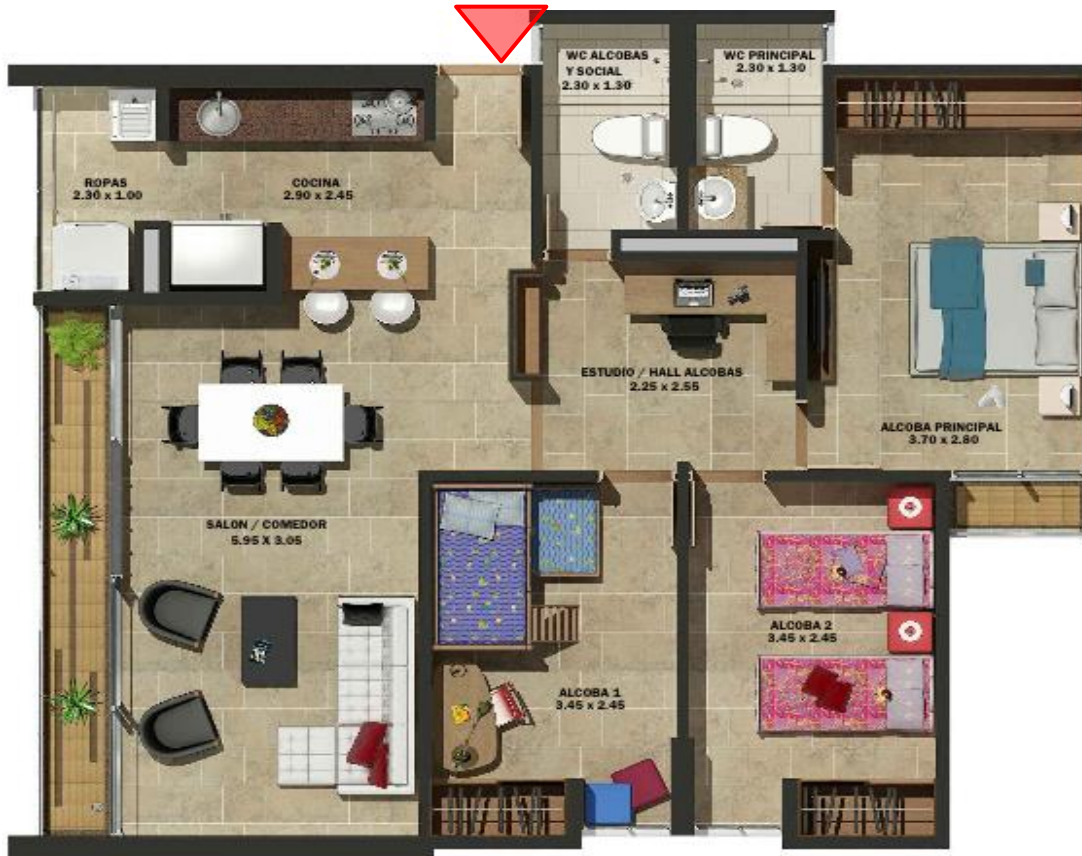 WC ALCOBAS
Y SOCIAL
2.30 x 1.30
WC PRINCIPAL
2.30 x 1.30
ROPAS
2.30 x 1.00
COCINA
2.90 x 2.45
ESTUDIO / HALL ALCOBAS
2.25 x 2.55
ALCOBA PRINCIPAL
3.70 x 2.80
SALON / COMEDOR
5.95 X 3.05
ALCOBA 2
3.45 x 2.45
ALCOBA 1
3.45 x 2.45